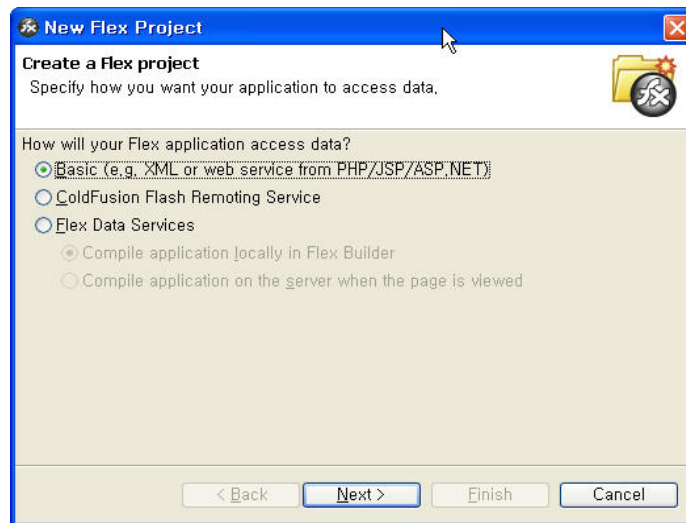 New Flex Project
Create a Flex project
Specify how you want your application to access data.
How will your Flex application access data?
Basic (e.g. XML or web service from PHP/JSP/ASP.NET)
ColdFusion Flash Remoting Service
Flex Data Services
Compile application locally in Flex Builder
Compile application on the server when the page is viewed
< Back Next > Finish Cancel